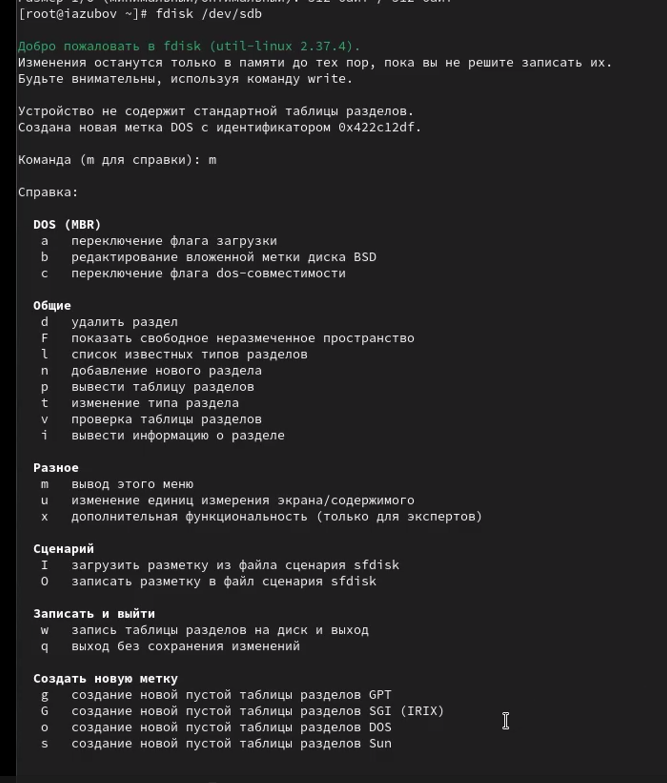 [root@iazubov ~]# fdisk /dev/sdb
Добро пожаловать в fdisk (util-linux 2.37.4).
Изменения останутся только в памяти до тех пор, пока вы не решите записать их.
Будьте внимательны, используя команду write.
Устройство не содержит стандартной таблицы разделов.
Создана новая метка DOS с идентификатором 0x422c12df.
Команда (m для справки): m
Справка:
DOS (MBR)
a переключение флага загрузки
b редактирование вложенной метки диска BSD
c переключение флага dos-совместимости
Общие
d удалить раздел
F показать свободное неразмеченное пространство
l список известных типов разделов
n добавление нового раздела
p вывести таблицу разделов
t изменение типа раздела
v проверка таблицы разделов
i вывести информацию о разделе
Разное
m вывод этого меню
u изменение единиц измерения экрана/содержимого
x дополнительная функциональность (только для экспертов)
Сценарий
I загрузить разметку из файла сценария sfdisk
O записать разметку в файл сценария sfdisk
Записать и выйти
w запись таблицы разделов на диск и выход
q выход без сохранения изменений
Создать новую метку
g создание новой пустой таблицы разделов GPT
G создание новой пустой таблицы разделов SGI (IRIX)
o создание новой пустой таблицы разделов DOS
s создание новой пустой таблицы разделов Sun